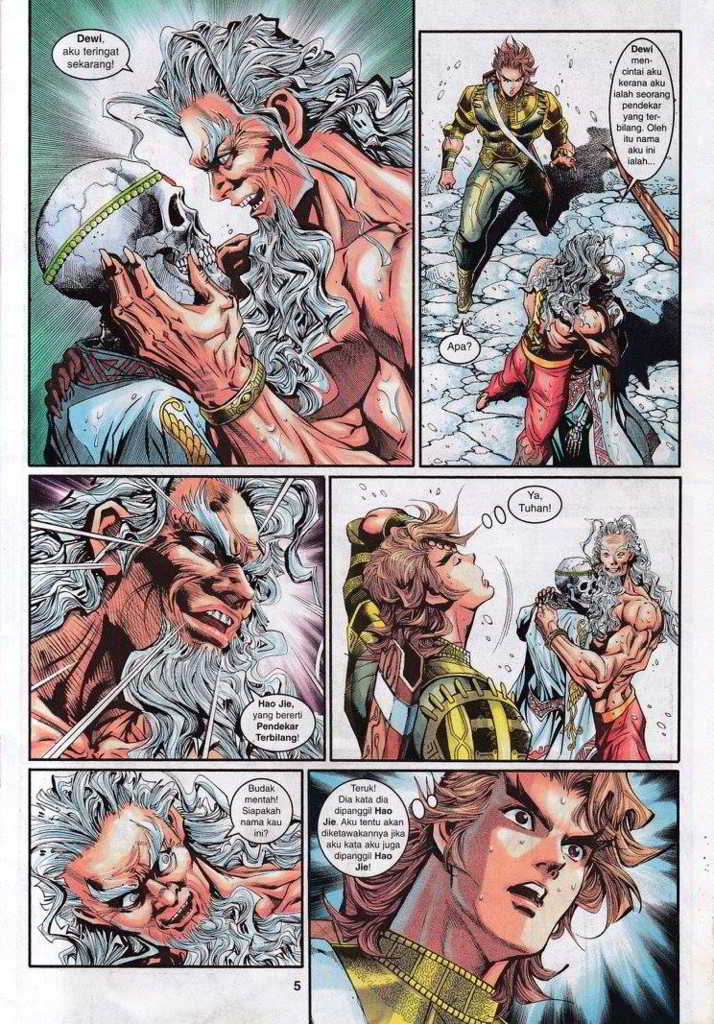 Dewi,
aku teringat
sekarang!
Dewi
men-
cintai aku
kerana aku
ialah seorang
pendekar
yang ter-
bilang. Oleh
itu nama
aku ini
ialah...
Apa?
Hao Jie,
yang bererti
Pendekar
Terbilang!
Ya,
Tuhan!
Budak
mentah!
Siapakah
nama kau
ini?
Teruk!
Dia kata dia
dipanggil Hao
Jie. Aku tentu akan
diketawakannya jika
aku kata aku juga
dipanggil Hao
Jie!
5